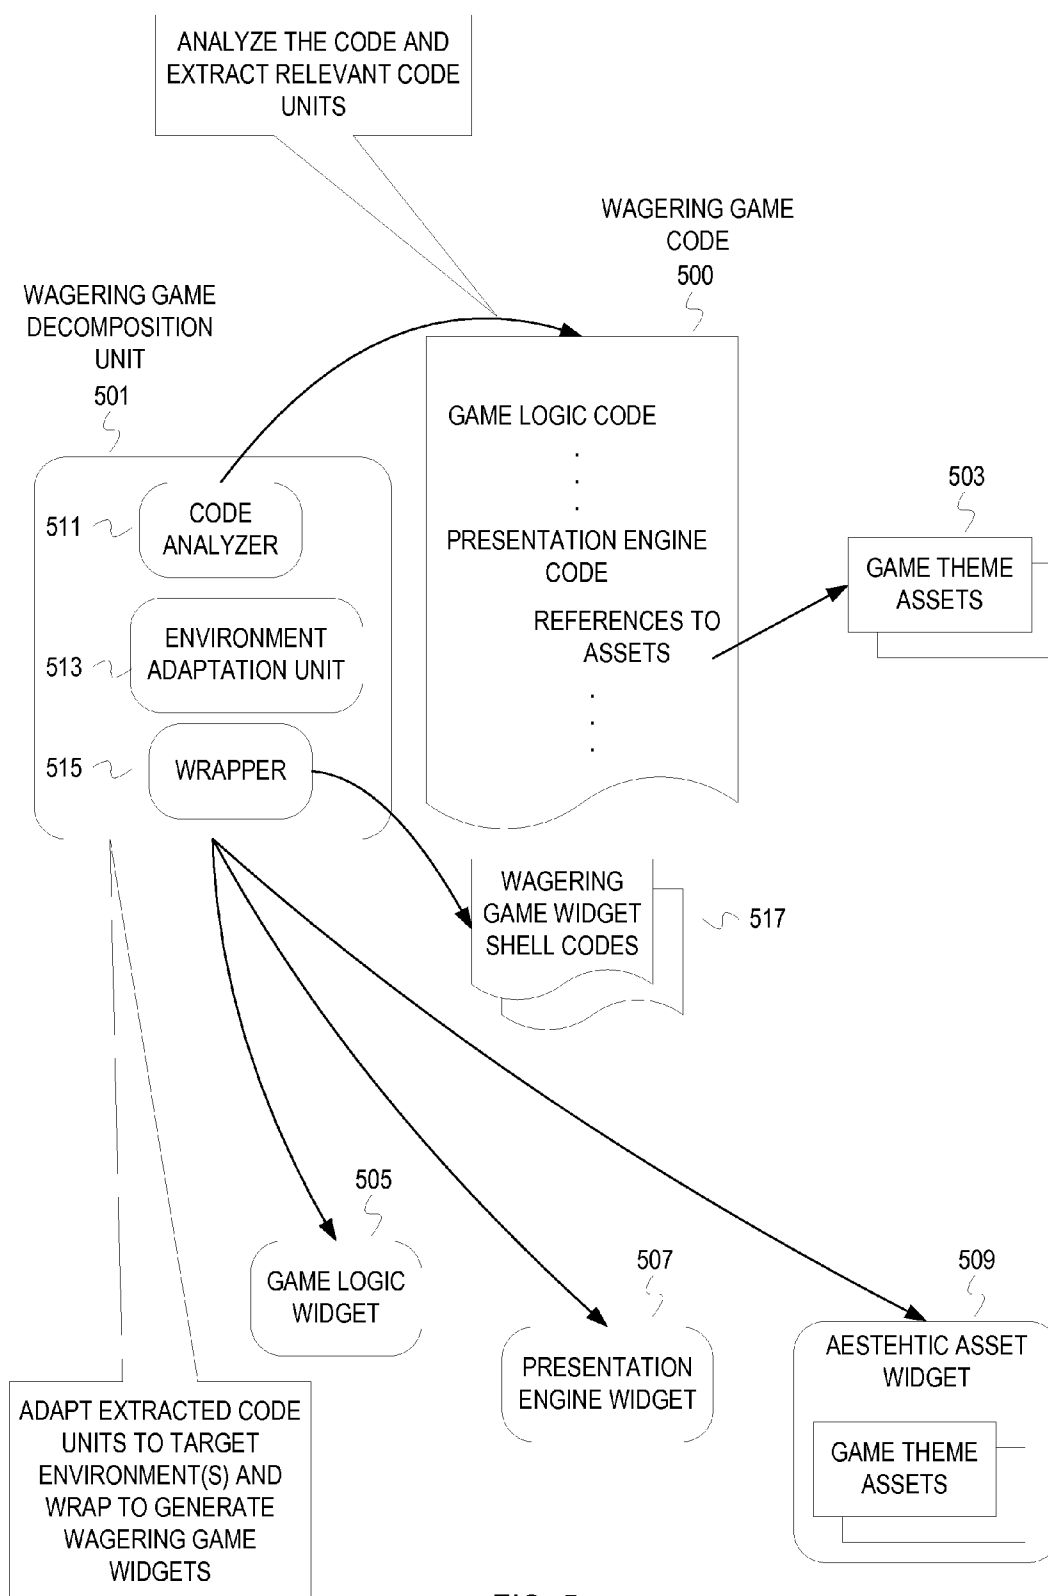 ANALYZE THE CODE AND
EXTRACT RELEVANT CODE
UNITS
WAGERING GAME
CODE
500
WAGERING GAME
DECOMPOSITION
UNIT
501
GAME LOGIC CODE
.
.
.
PRESENTATION ENGINE
CODE
REFERENCES TO
ASSETS
.
.
.
503
GAME THEME
ASSETS
511
CODE
ANALYZER
513
ENVIRONMENT
ADAPTATION UNIT
515
WRAPPER
WAGERING
GAME WIDGET
SHELL CODES
517
505
GAME LOGIC
WIDGET
507
PRESENTATION
ENGINE WIDGET
509
AESTEHTIC ASSET
WIDGET
GAME THEME
ASSETS
ADAPT EXTRACTED CODE
UNITS TO TARGET
ENVIRONMENT(S) AND
WRAP TO GENERATE
WAGERING GAME
WIDGETS